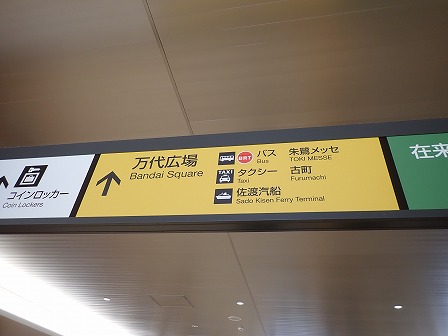 コインロッカー
Coin Lockers
万代広場
Bandai Square
BRT バス
Bus
TAXI タクシー
Taxi
佐渡汽船
Sado Kisen Ferry Terminal
朱鷺メッセ
TOKI MESSE
古町
Furumachi
在来